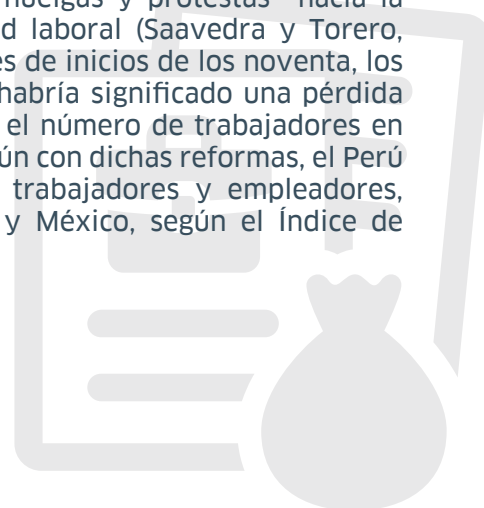 huelgas y protestas hacia la
d laboral (Saavedra y Torero,
s de inicios de los noventa, los
habría significado una pérdida
el número de trabajadores en
ún con dichas reformas, el Perú
trabajadores y empleadores,
y México, según el Índice de